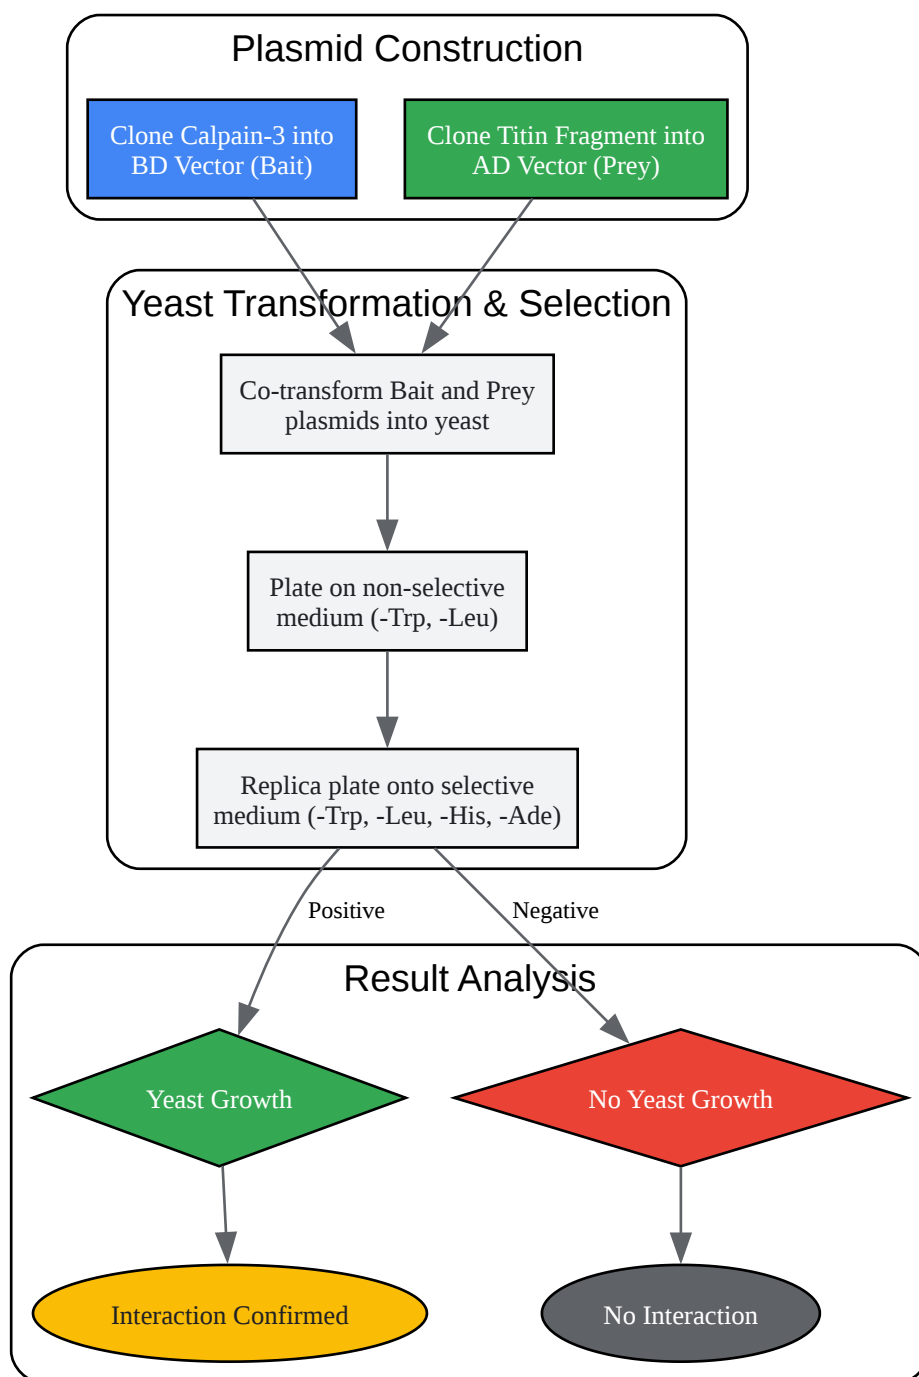 Plasmid Construction
Clone Calpain-3 into
BD Vector (Bait)
Clone Titin Fragment into
AD Vector (Prey)
Yeast Transformation & Selection
Co-transform Bait and Prey
plasmids into yeast
Plate on non-selective
medium (-Trp, -Leu)
Replica plate onto selective
medium (-Trp, -Leu, -His, -Ade)
Positive
Negative
Result Analysis
Yeast Growth
No Yeast Growth
Interaction Confirmed
No Interaction